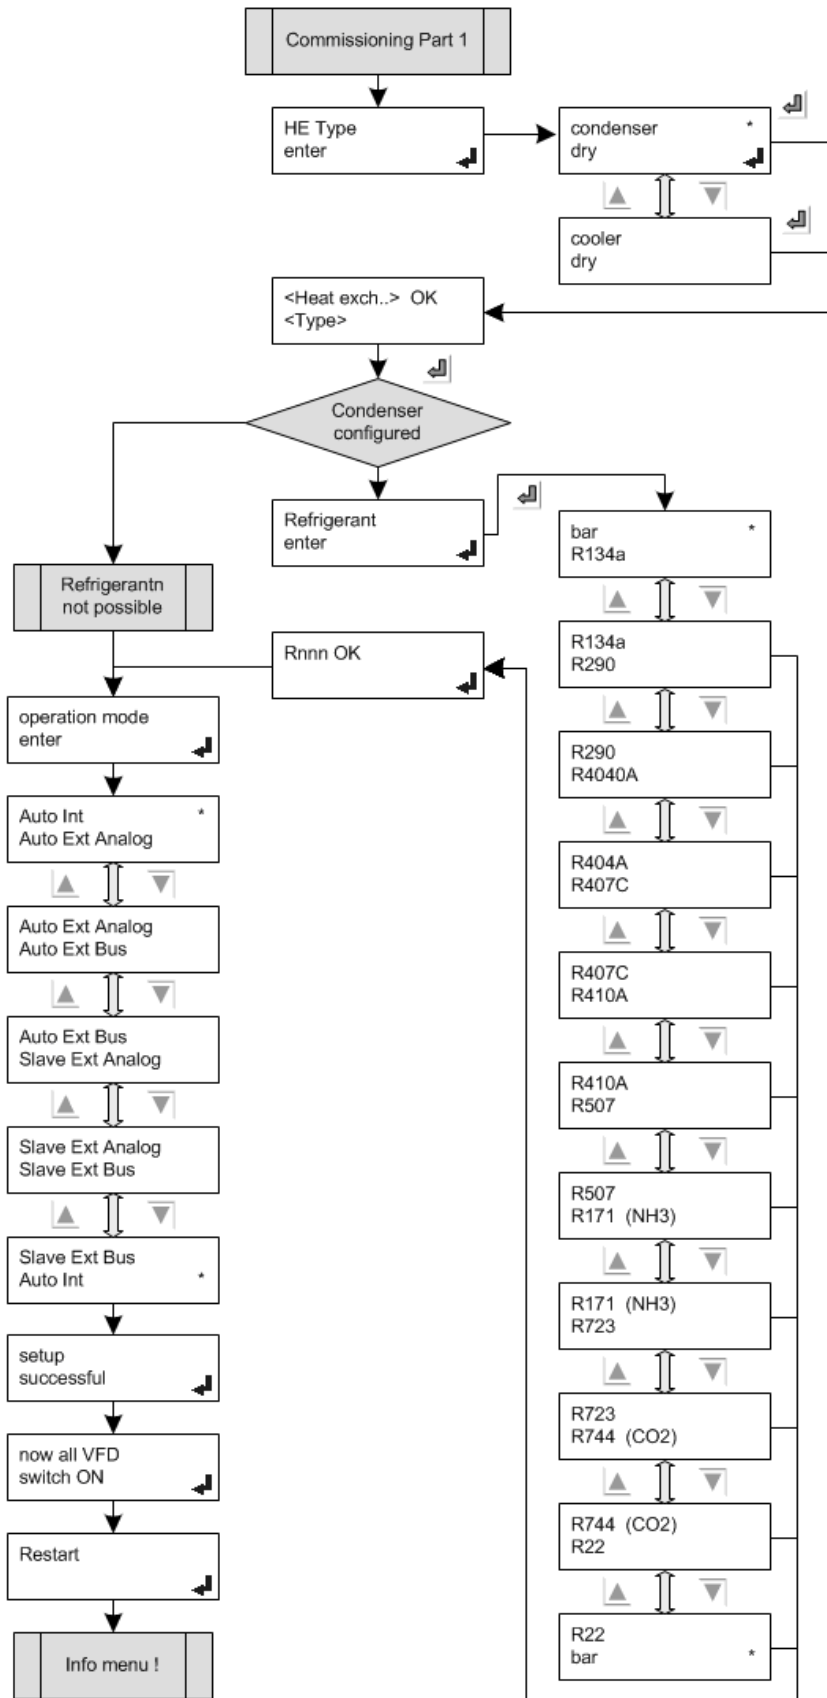 Commissioning Part 1
HE Type
enter
condenser *
dry
cooler
dry
<Heat exch..> OK
<Type>
Condenser
configured
Refrigerant
enter
bar *
R134a
Refrigerantn
not possible
Rnnn OK
R134a
R290
operation mode
enter
R290
R4040A
Auto Int *
Auto Ext Analog
R404A
R407C
Auto Ext Analog
Auto Ext Bus
R407C
R410A
Auto Ext Bus
Slave Ext Analog
R410A
R507
Slave Ext Analog
Slave Ext Bus
R507
R171 (NH3)
Slave Ext Bus
Auto Int *
R171 (NH3)
R723
setup
successful
R723
R744 (CO2)
now all VFD
switch ON
R744 (CO2)
R22
Restart
R22
bar *
Info menu !